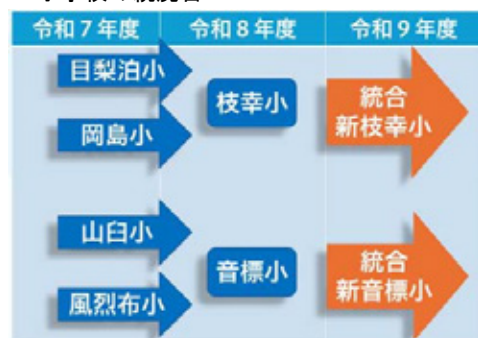 令和7年度 令和8年度 令和9年度
目梨泊小
岡島小
枝幸小
統合
新枝幸小
山臼小
風烈布小
音標小
統合
新音標小